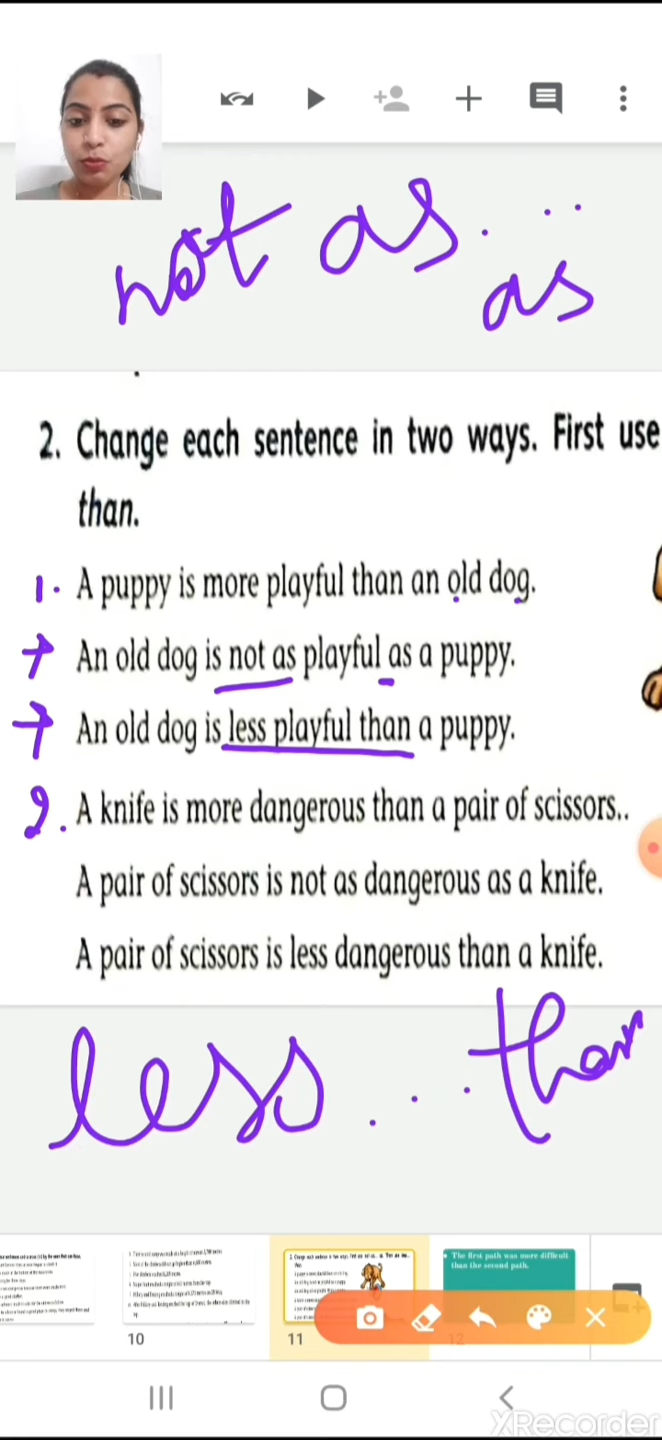 not as. ..
as
2. Change each sentence in two ways. First use
than.
1. A puppy is more playful than an old dog.
→ An old dog is not as playful as a puppy.
→ An old dog is less playful than a puppy.
2. A knife is more dangerous than a pair of scissors..
A pair of scissors is not as dangerous as a knife.
A pair of scissors is less dangerous than a knife.
less...than
The first path was more difficult
than the second path.
10
11
12
XRecorder